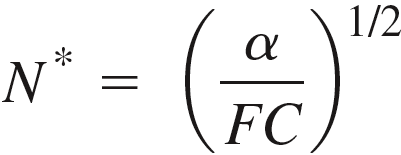 N* = (α / FC)^{1/2}